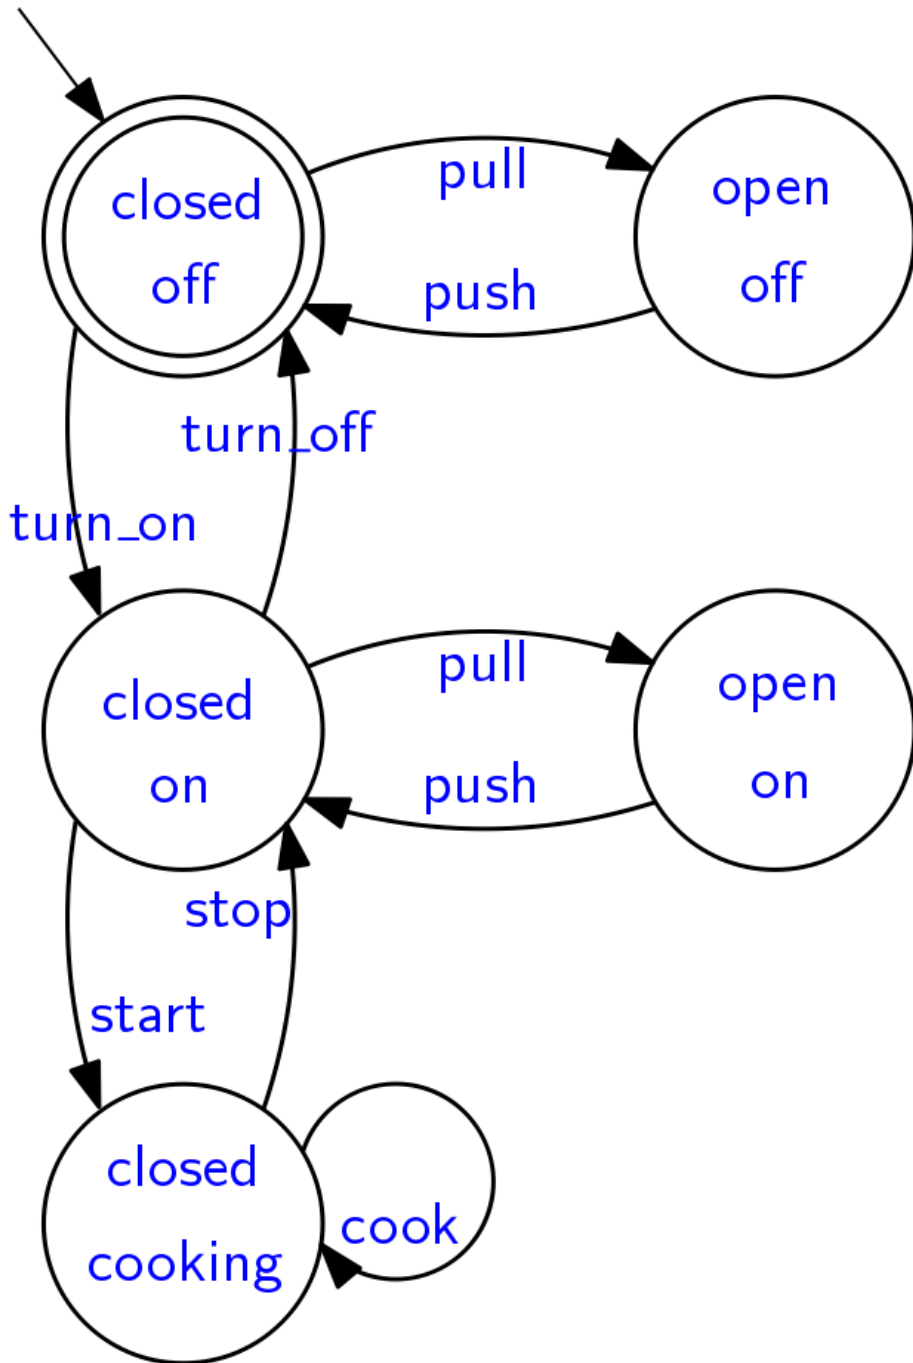 closed
off
pull
push
open
off
turn_off
turn_on
closed
on
pull
push
open
on
stop
start
closed
cooking
cook